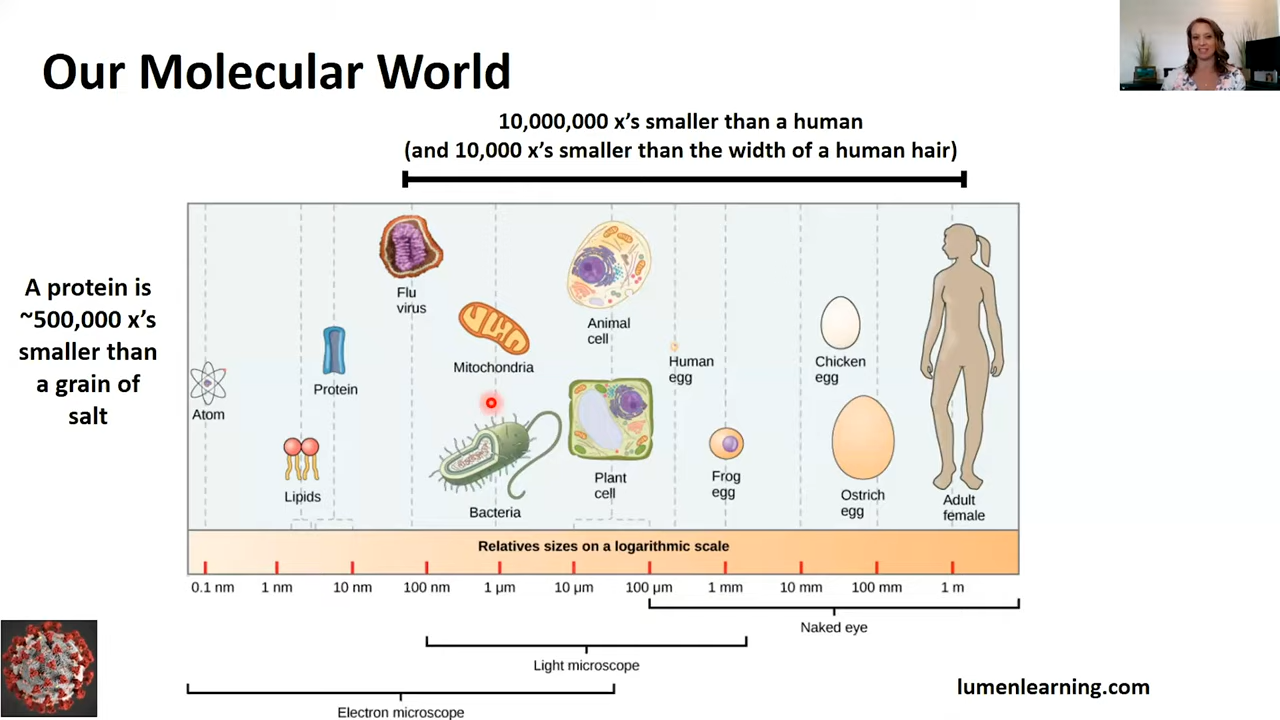 Our Molecular World
10,000,000 x's smaller than a human
(and 10,000 x's smaller than the width of a human hair)
A protein is
~500,000 x's
smaller than
a grain of
salt
Flu
virus
Animal
cell
Mitochondria
Human
egg
Chicken
egg
Protein
Atom
Lipids
Bacteria
Plant
cell
Frog
egg
Ostrich
egg
Adult
female
Relatives sizes on a logarithmic scale
0.1 nm
1 nm
10 nm
100 nm
1 µm
10 µm
100 µm
1 mm
10 mm
100 mm
1 m
Naked eye
Light microscope
Electron microscope
lumenlearning.com